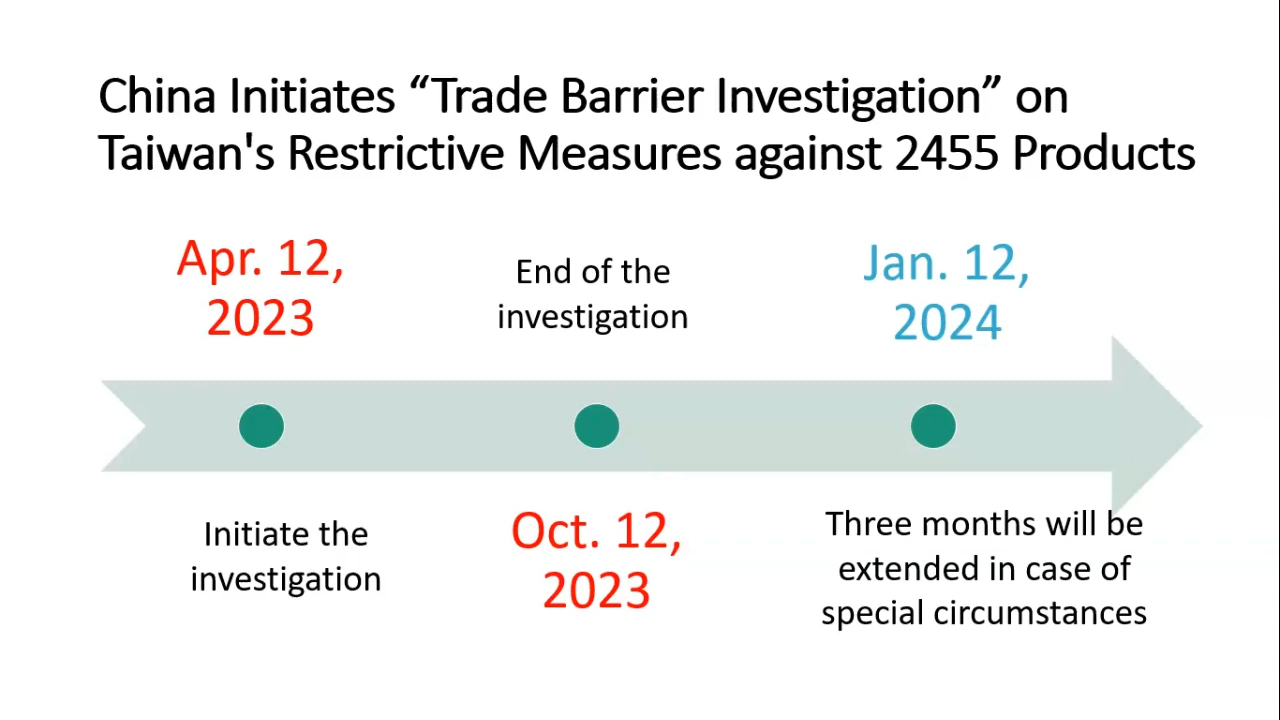 China Initiates “Trade Barrier Investigation” on
Taiwan's Restrictive Measures against 2455 Products
Apr. 12,
2023
Initiate the
investigation
End of the
investigation
Oct. 12,
2023
Jan. 12,
2024
Three months will be
extended in case of
special circumstances